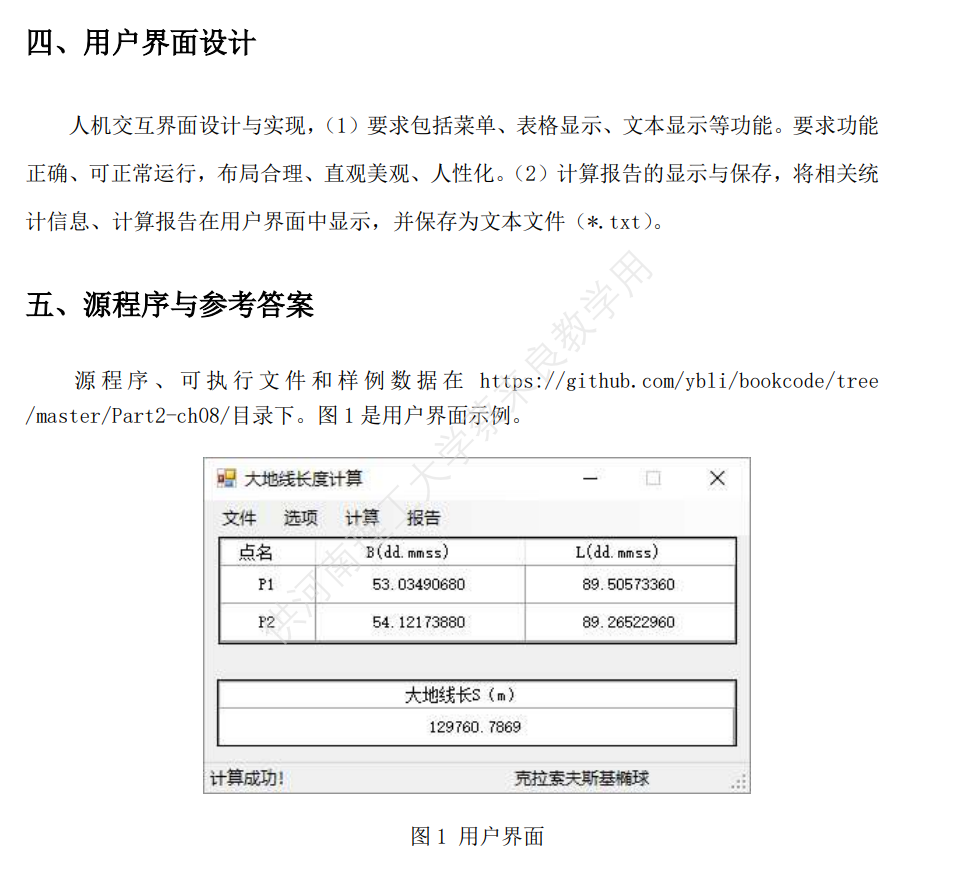 四、用户界面设计
人机交互界面设计与实现，（1）要求包括菜单、表格显示、文本显示等功能。要求功能
正确、可正常运行，布局合理、直观美观、人性化。（2）计算报告的显示与保存，将相关统
计信息、计算报告在用户界面中显示，并保存为文本文件（*.txt）。
五、源程序与参考答案
源程序、可执行文件和样例数据在 https://github.com/ybli/bookcode/tree
/master/Part2-ch08/目录下。图 1 是用户界面示例。
大地线长度计算
文件 选项 计算 报告
点名 B(dd.mmss) L(dd.mmss)
P1 53.03490680 89.50573360
P2 54.12173880 89.26522960
大地线长S（m）
129760.7869
计算成功! 克拉索夫斯基椭球
图 1 用户界面
供河南理工大学蔡来良教学用